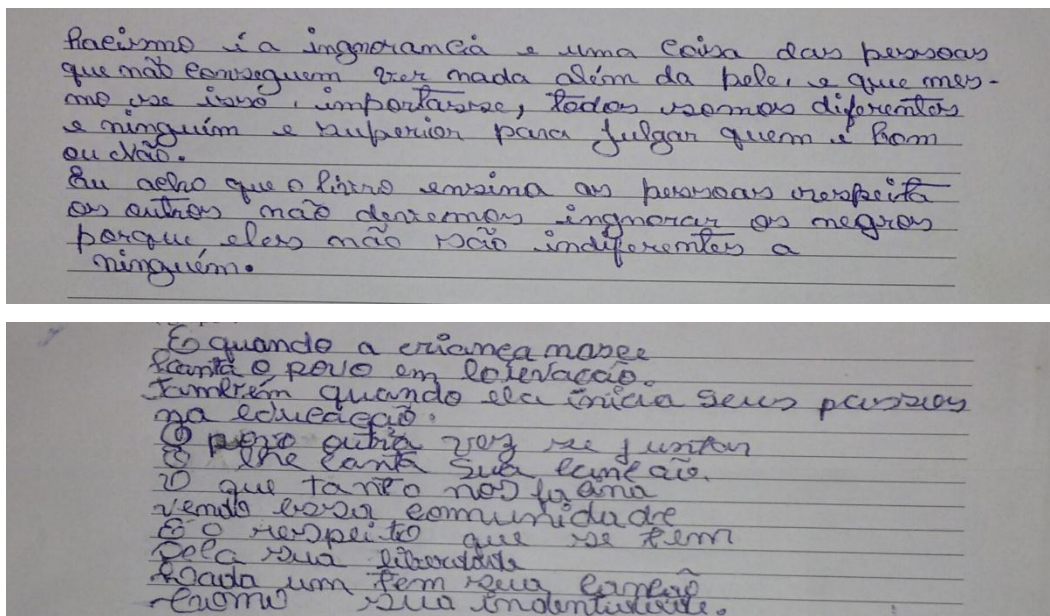 Racismo é a ingnorancia e uma coisa das pessoas
que não conseguem ver nada além da pele, e que mes-
mo se isso, importasse, todos somos diferentes
e ninguém e superior para julgar quem é bom
ou Não.
Eu acho que o livro ensina as pessoas respeita
os outros não devemos ingnorar os negros
porque eles não são indiferentes a
ninguém.
E quando a criança nasce
Canta o povo em
também quando ela inicia seus passos
na educação.
O povo outra vez se juntar
E lhe canta sua canção.
O que tanto nos
vendo essa comunidade
É o respeito que se tem
Pela sua liberdade
Cada um tem sua canção
Como sua indentidade.